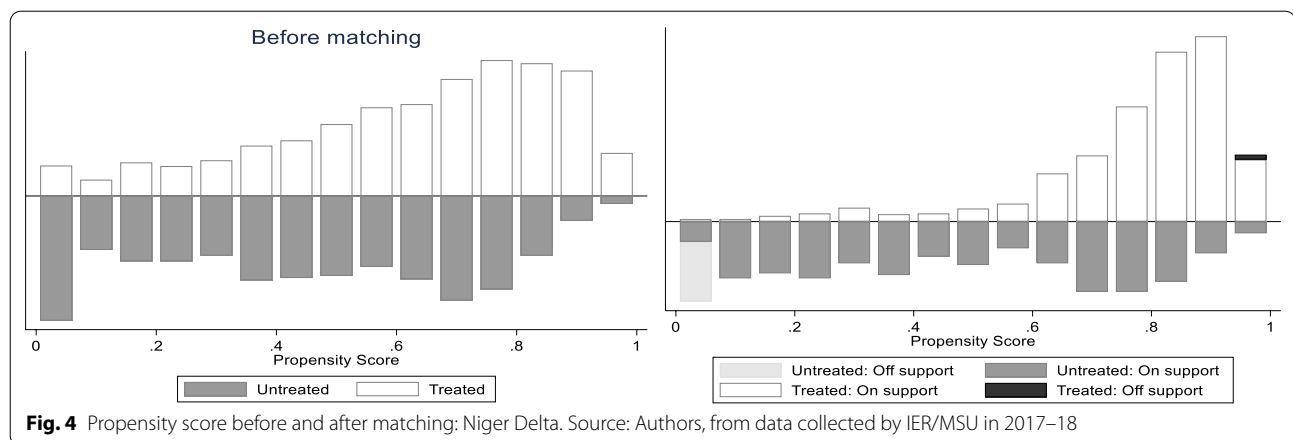 Before matching
0 .2 .4 .6 .8 1
Propensity Score
Untreated Treated
0 .2 .4 .6 .8 1
Propensity Score
Untreated: Off support Untreated: On support
Treated: On support Treated: Off support
Fig. 4 Propensity score before and after matching: Niger Delta. Source: Authors, from data collected by IER/MSU in 2017–18